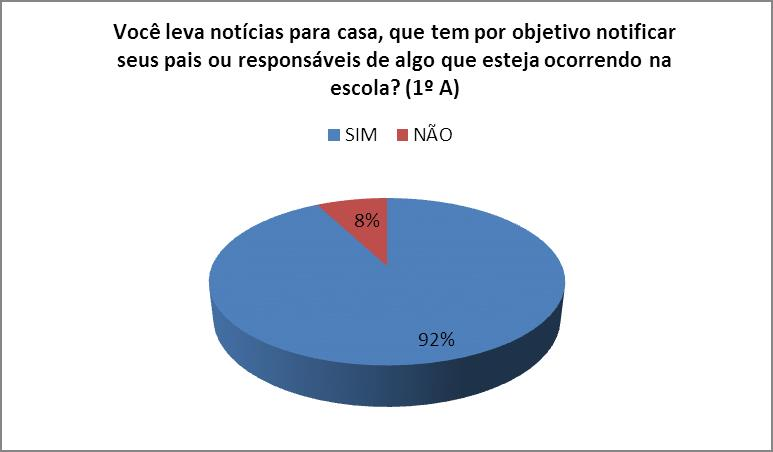 Você leva notícias para casa, que tem por objetivo notificar
seus pais ou responsáveis de algo que esteja ocorrendo na
escola? (1º A)
SIM NÃO
8%
92%